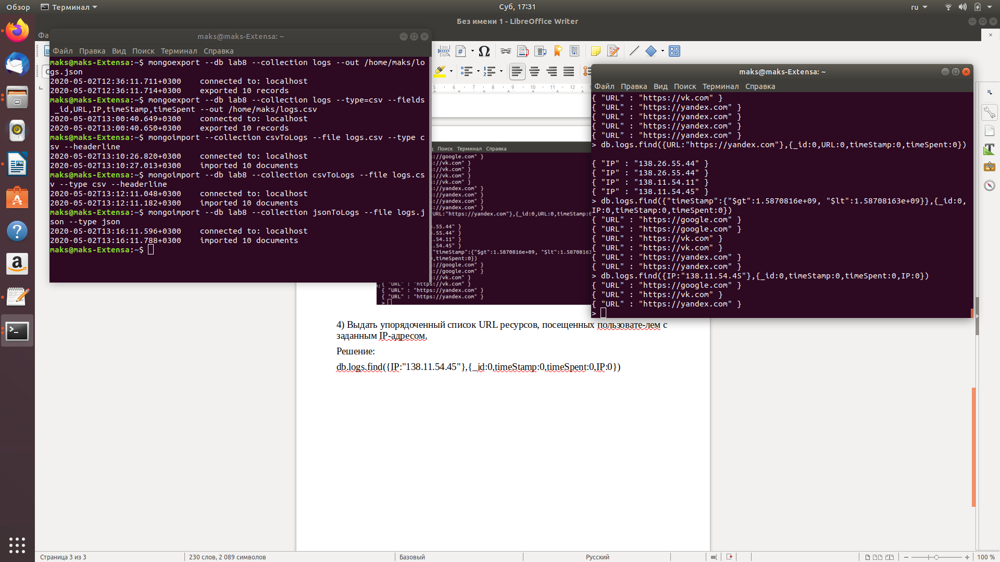 Обзор
Терминал
Суб, 17:31
ru
Без имени 1 - LibreOffice Writer
Фа
maks@maks-Extensa: ~
Файл Правка Вид Поиск Терминал Справка
maks@maks-Extensa:~$ mongoexport --db lab8 --collection logs --out /home/maks/lo
gs.json
2020-05-02T12:36:11.711+0300    connected to: localhost
2020-05-02T12:36:11.714+0300    exported 10 records
maks@maks-Extensa:~$ mongoexport --db lab8 --collection logs --type=csv --fields
 _id,URL,IP,timeStamp,timeSpent --out /home/maks/logs.csv
2020-05-02T13:00:40.649+0300    connected to: localhost
2020-05-02T13:00:40.650+0300    exported 10 records
maks@maks-Extensa:~$ mongoimport --collection csvToLogs --file logs.csv --type c
sv --headerline
2020-05-02T13:10:26.820+0300    connected to: localhost
2020-05-02T13:10:27.013+0300    imported 10 documents
maks@maks-Extensa:~$ mongoimport --db lab8 --collection csvToLogs --file logs.cs
v --type csv --headerline
2020-05-02T13:12:11.048+0300    connected to: localhost
2020-05-02T13:12:11.182+0300    imported 10 documents
maks@maks-Extensa:~$ mongoimport --db lab8 --collection jsonToLogs --file logs.j
son --type json
2020-05-02T13:16:11.596+0300    connected to: localhost
2020-05-02T13:16:11.788+0300    imported 10 documents
maks@maks-Extensa:~$
5 6 7 8 9 10 11 12
Поиск Терминал Справка
s://google.com" }
s://vk.com" }
s://vk.com" }
s://vk.com" }
s://vk.com" }
s://yandex.com" }
s://yandex.com" }
s://yandex.com" }
s://yandex.com" }
URL:"https://yandex.com"},{_id:0,URL:0,timeStamp:0
.55.44" }
.55.44" }
.54.11" }
.54.45" }
"timeStamp":{"$gt":1.5870816e+09, "$lt":1.5870816
,timeSpent:0})
s://google.com" }
s://google.com" }
s://vk.com" }
{ "URL" : "https://vk.com" }
{ "URL" : "https://yandex.com" }
{ "URL" : "https://yandex.com" }
>
maks@maks-Extensa: ~
Файл Правка Вид Поиск Терминал Справка
{ "URL" : "https://vk.com" }
{ "URL" : "https://yandex.com" }
{ "URL" : "https://yandex.com" }
{ "URL" : "https://yandex.com" }
{ "URL" : "https://yandex.com" }
> db.logs.find({URL:"https://yandex.com"},{_id:0,URL:0,timeStamp:0,timeSpent:0})
{ "IP" : "138.26.55.44" }
{ "IP" : "138.26.55.44" }
{ "IP" : "138.11.54.11" }
{ "IP" : "138.11.54.45" }
> db.logs.find({"timeStamp":{"$gt":1.5870816e+09, "$lt":1.58708163e+09}},{_id:0,
IP:0,timeStamp:0,timeSpent:0})
{ "URL" : "https://google.com" }
{ "URL" : "https://google.com" }
{ "URL" : "https://vk.com" }
{ "URL" : "https://vk.com" }
{ "URL" : "https://yandex.com" }
{ "URL" : "https://yandex.com" }
> db.logs.find({IP:"138.11.54.45"},{_id:0,timeStamp:0,timeSpent:0,IP:0})
{ "URL" : "https://google.com" }
{ "URL" : "https://vk.com" }
{ "URL" : "https://yandex.com" }
>
4) Выдать упорядоченный список URL ресурсов, посещенных пользовате-лем с
заданным IP-адресом.
Решение:
db.logs.find({IP:"138.11.54.45"},{_id:0,timeStamp:0,timeSpent:0,IP:0})
Страница 3 из 3
230 слов, 2 089 символов
Базовый
Русский
100 %